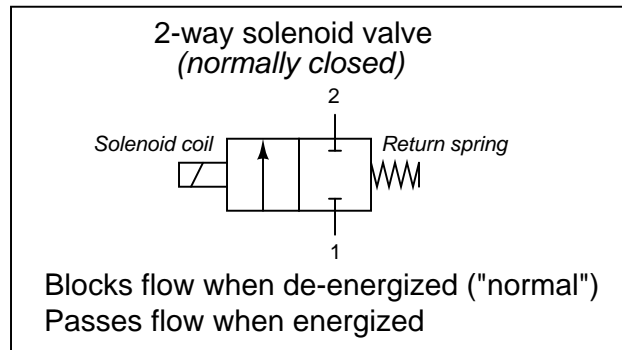 2-way solenoid valve
(normally closed)
2
Solenoid coil
Return spring
1
Blocks flow when de-energized ("normal")
Passes flow when energized